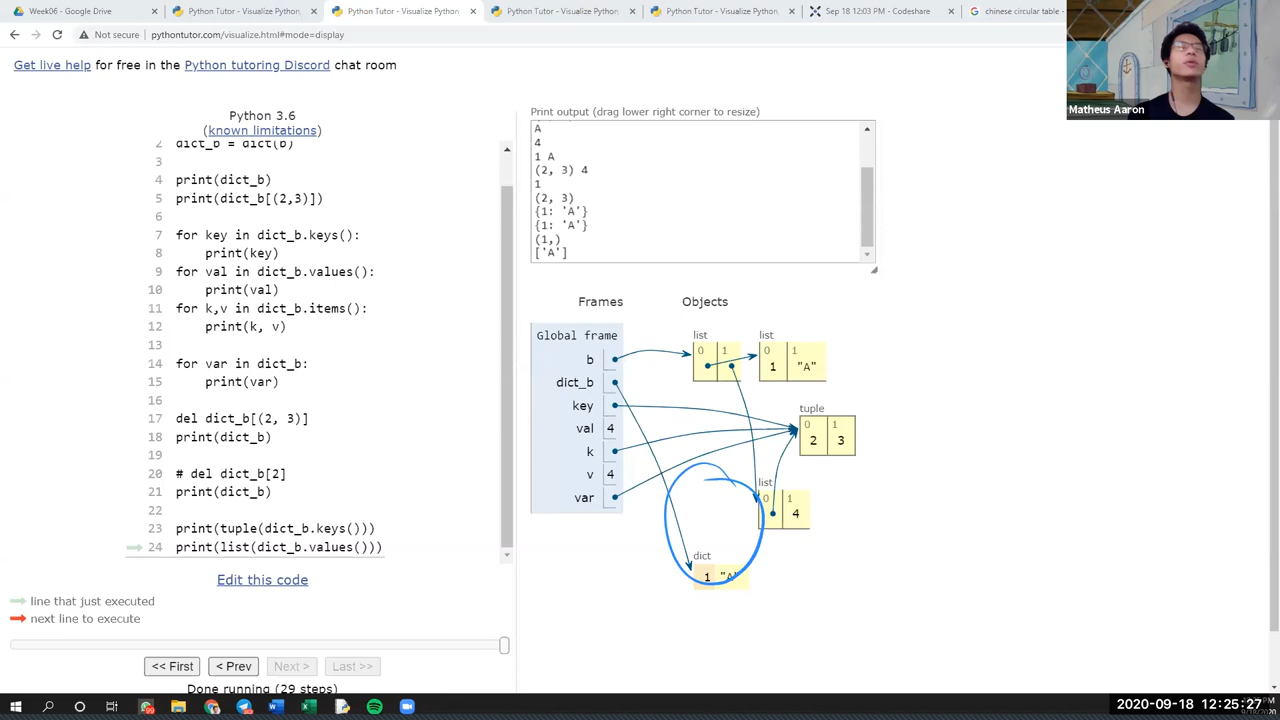 Week06 - Google Drive
Python Tutor - Visualize Python,
Python Tutor - Visualize Python,
Python Tutor - Visualize Python,
Python Tutor - Visualize Python,
Sep 18 12:03 PM - Codeshare
chinese circular table -
Not secure
pythontutor.com/visualize.html#mode=display
Get live help for free in the Python tutoring Discord chat room
Matheus Aaron
Python 3.6
(known limitations)
2 dict_b = dict(b)
3
4 print(dict_b)
5 print(dict_b[(2,3)])
6
7 for key in dict_b.keys():
8 print(key)
9 for val in dict_b.values():
10 print(val)
11 for k,v in dict_b.items():
12 print(k, v)
13
14 for var in dict_b:
15 print(var)
16
17 del dict_b[(2, 3)]
18 print(dict_b)
19
20 # del dict_b[2]
21 print(dict_b)
22
23 print(tuple(dict_b.keys()))
24 print(list(dict_b.values()))
Edit this code
line that just executed
next line to execute
<< First
< Prev
Next >
Last >>
Done running (29 steps)
Print output (drag lower right corner to resize)
A
4
1 A
(2, 3) 4
1
(2, 3)
{1: 'A'}
{1: 'A'}
(1,)
['A']
Frames
Objects
Global frame
b
dict_b
key
val 4
k
v 4
var
list
0 1
list
0 1
1 "A"
tuple
0 1
2 3
list
0 1
4
dict
1 "A"
2020-09-18 12:25:27